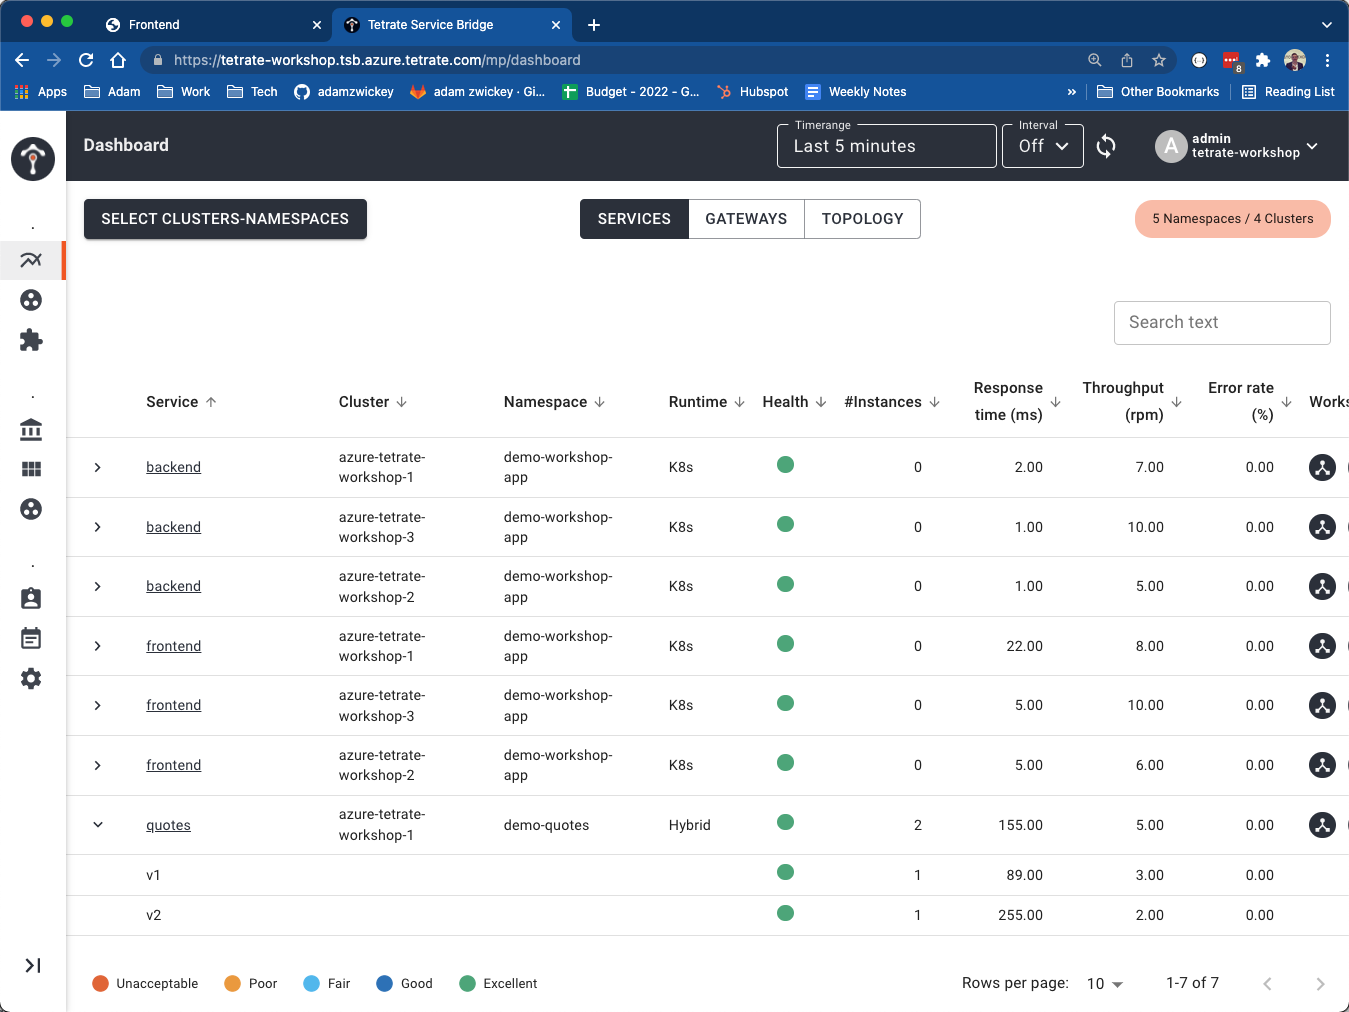 Frontend
Tetrate Service Bridge
https://tetrate-workshop.tsb.azure.tetrate.com/mp/dashboard
8
Apps Adam Work Tech adamzwickey adam zwickey · Gi... Budget - 2022 - G... Hubspot Weekly Notes » Other Bookmarks Reading List
Dashboard
Timerange
Last 5 minutes
Interval
Off
A
admin
tetrate-workshop
SELECT CLUSTERS-NAMESPACES
SERVICES GATEWAYS TOPOLOGY
5 Namespaces / 4 Clusters
Search text
Service Cluster Namespace Runtime Health #Instances Response time (ms) Throughput (rpm) Error rate (%) Works
backend azure-tetrate-workshop-1 demo-workshop-app K8s 0 2.00 7.00 0.00
backend azure-tetrate-workshop-3 demo-workshop-app K8s 0 1.00 10.00 0.00
backend azure-tetrate-workshop-2 demo-workshop-app K8s 0 1.00 5.00 0.00
frontend azure-tetrate-workshop-1 demo-workshop-app K8s 0 22.00 8.00 0.00
frontend azure-tetrate-workshop-3 demo-workshop-app K8s 0 5.00 10.00 0.00
frontend azure-tetrate-workshop-2 demo-workshop-app K8s 0 5.00 6.00 0.00
quotes azure-tetrate-workshop-1 demo-quotes Hybrid 2 155.00 5.00 0.00
v1 1 89.00 3.00 0.00
v2 1 255.00 2.00 0.00
Unacceptable Poor Fair Good Excellent
Rows per page: 10 1-7 of 7